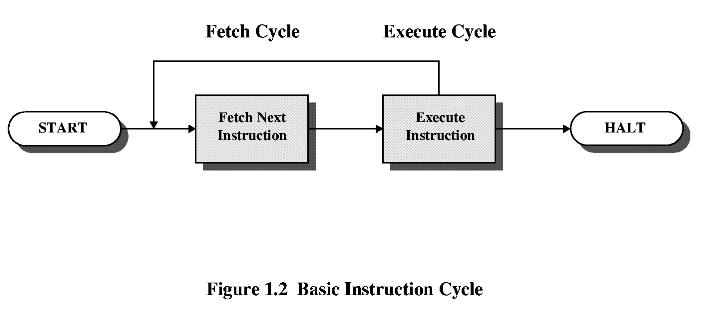 Fetch Cycle
Execute Cycle
START
Fetch Next
Instruction
Execute
Instruction
HALT
Figure 1.2 Basic Instruction Cycle